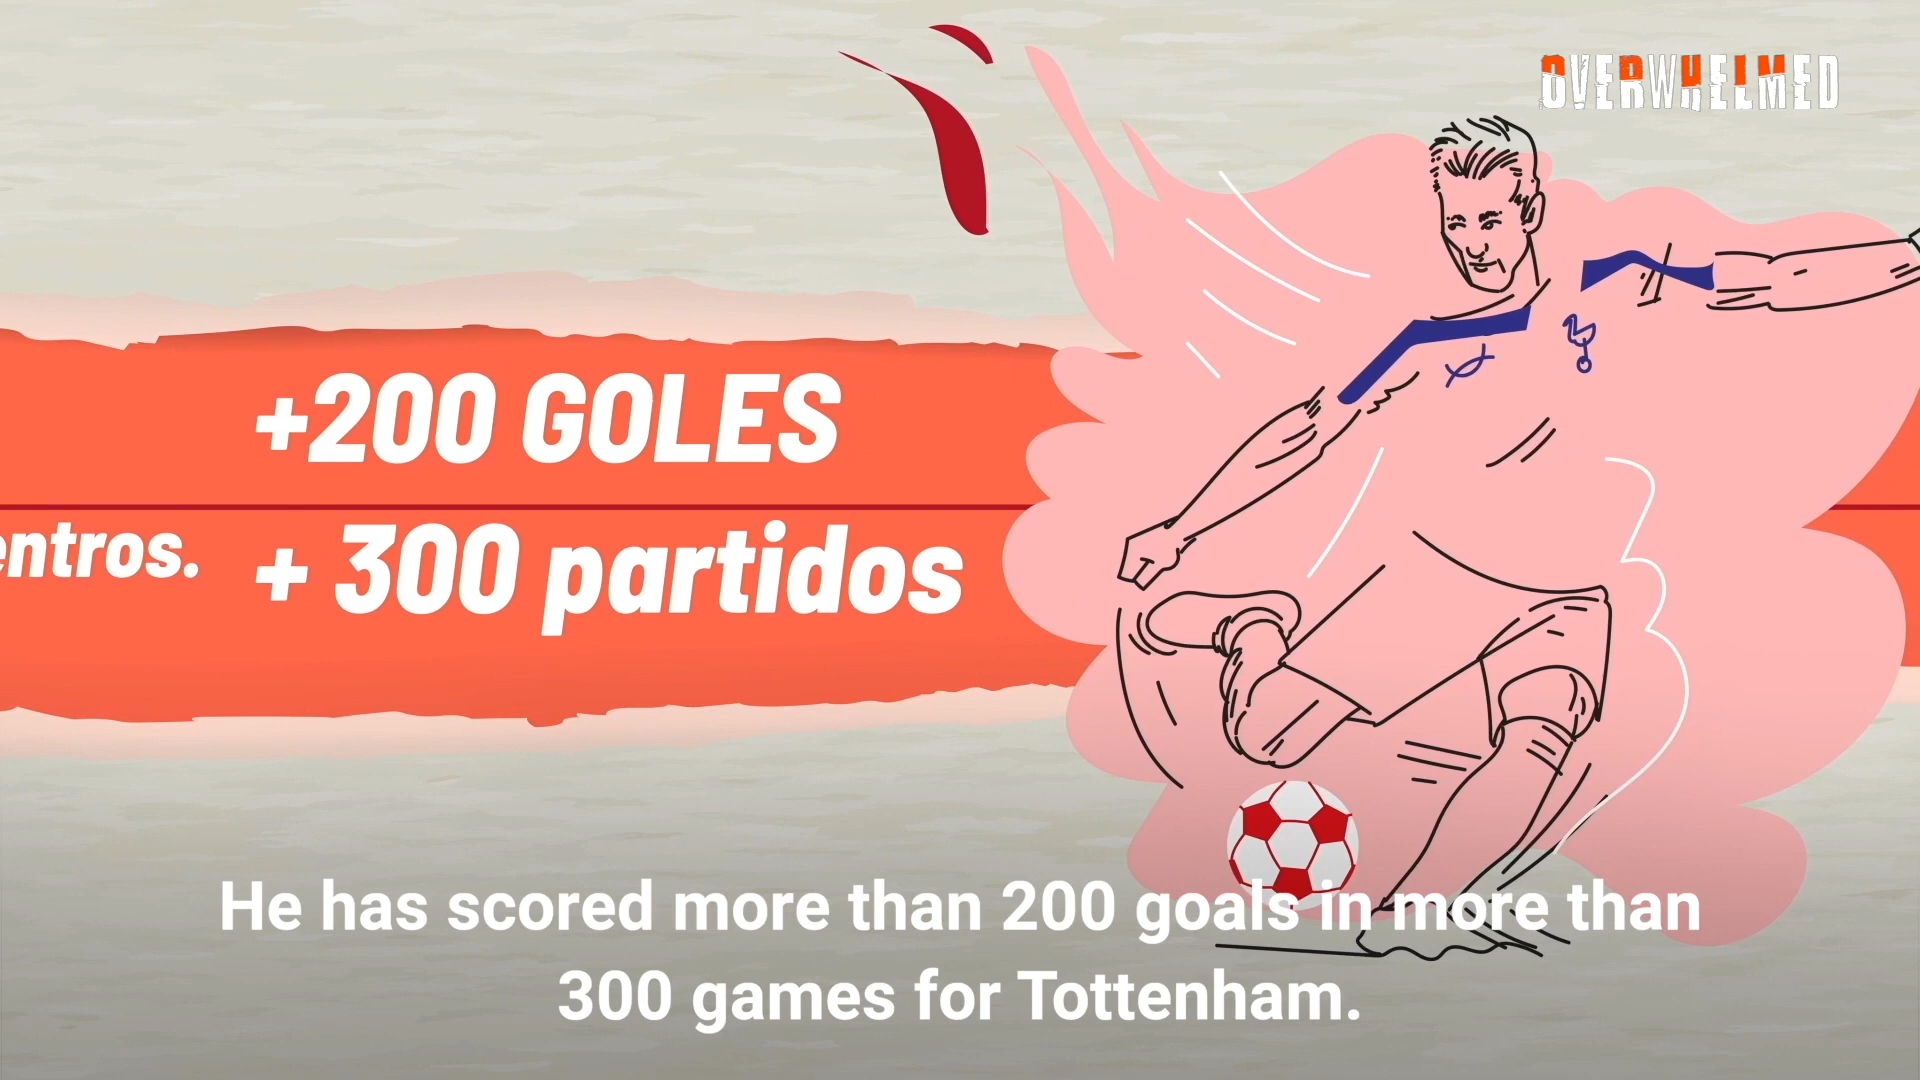 OVERWHELMED
+200 GOLES
entros.
+ 300 partidos
He has scored more than 200 goals in more than
300 games for Tottenham.